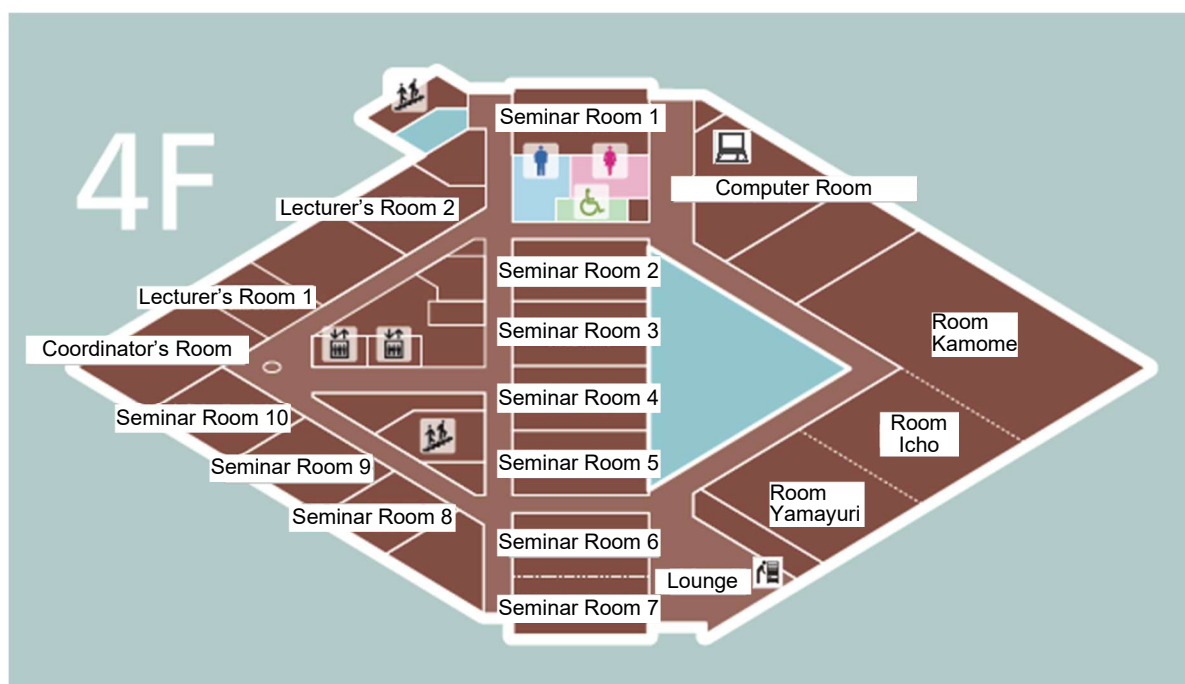 4F
Seminar Room 1
Computer Room
Lecturer's Room 2
Seminar Room 2
Lecturer's Room 1
Seminar Room 3
Room
Kamome
Coordinator's Room
Seminar Room 4
Seminar Room 10
Room
Icho
Seminar Room 5
Seminar Room 9
Room
Yamayuri
Seminar Room 8
Seminar Room 6
Lounge
Seminar Room 7